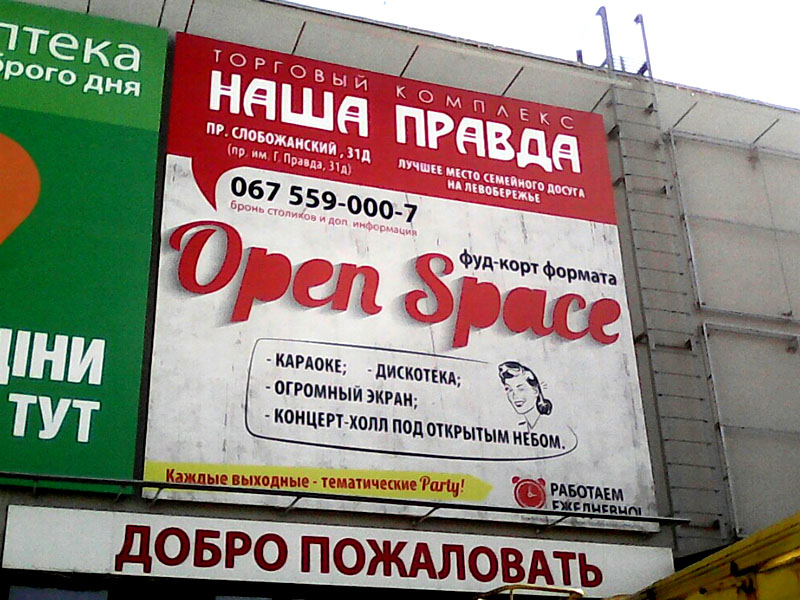 птека
брого дня
ЦІНИ
ТУТ
ТОРГОВЫЙ КОМПЛЕКС
НАША ПРАВДА
ПР. СЛОБОЖАНСКИЙ , 31Д
(пр. им. Г. Правда, 31д)
ЛУЧШЕЕ МЕСТО СЕМЕЙНОГО ДОСУГА
НА ЛЕВОБЕРЕЖЬЕ
067 559-000-7
бронь столиков и доп. информация
фуд-корт формата
Open Space
- КАРАОКЕ; - ДИСКОТЕКА;
- ОГРОМНЫЙ ЭКРАН;
- КОНЦЕРТ-ХОЛЛ ПОД ОТКРЫТЫМ НЕБОМ.
Каждые выходные - тематические Party!
РАБОТАЕМ
ЕЖЕДНЕВНО!
ДОБРО ПОЖАЛОВАТЬ